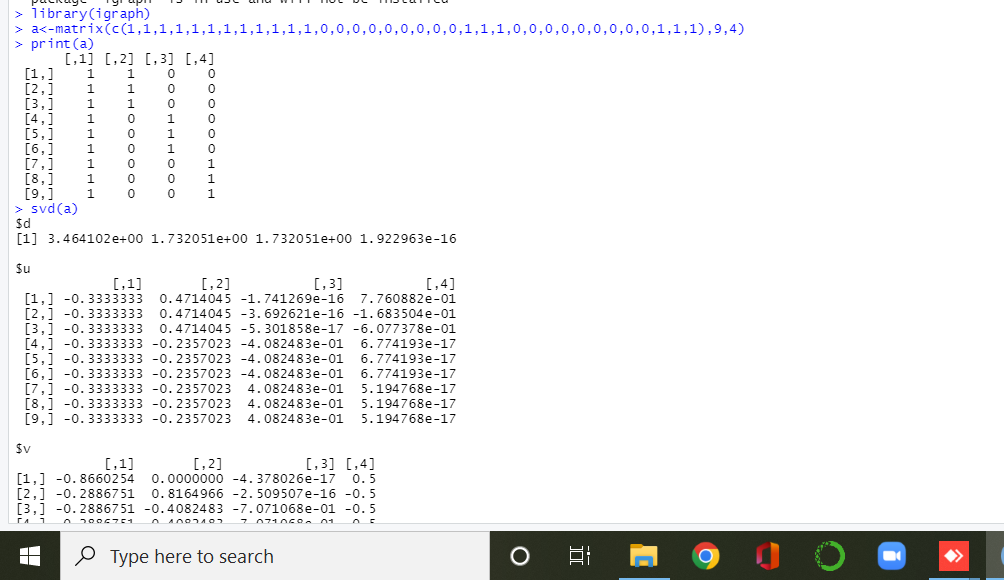 package 'igraph' is in use and will not be installed
> library(igraph)
> a<-matrix(c(1,1,1,1,1,1,1,1,1,1,1,1,0,0,0,0,0,0,0,0,0,1,1,1,0,0,0,0,0,0,0,0,0,1,1,1),9,4)
> print(a)
[,1] [,2] [,3] [,4]
[1,] 1 1 0 0
[2,] 1 1 0 0
[3,] 1 1 0 0
[4,] 1 0 1 0
[5,] 1 0 1 0
[6,] 1 0 1 0
[7,] 1 0 0 1
[8,] 1 0 0 1
[9,] 1 0 0 1
> svd(a)
$d
[1] 3.464102e+00 1.732051e+00 1.732051e+00 1.922963e-16
$u
[,1] [,2] [,3] [,4]
[1,] -0.3333333 0.4714045 -1.741269e-16 7.760882e-01
[2,] -0.3333333 0.4714045 -3.692621e-16 -1.683504e-01
[3,] -0.3333333 0.4714045 -5.301858e-17 -6.077378e-01
[4,] -0.3333333 -0.2357023 -4.082483e-01 6.774193e-17
[5,] -0.3333333 -0.2357023 -4.082483e-01 6.774193e-17
[6,] -0.3333333 -0.2357023 -4.082483e-01 6.774193e-17
[7,] -0.3333333 -0.2357023 4.082483e-01 5.194768e-17
[8,] -0.3333333 -0.2357023 4.082483e-01 5.194768e-17
[9,] -0.3333333 -0.2357023 4.082483e-01 5.194768e-17
$v
[,1] [,2] [,3] [,4]
[1,] -0.8660254 0.0000000 -4.378026e-17 0.5
[2,] -0.2886751 0.8164966 -2.509507e-16 -0.5
[3,] -0.2886751 -0.4082483 -7.071068e-01 -0.5
Type here to search